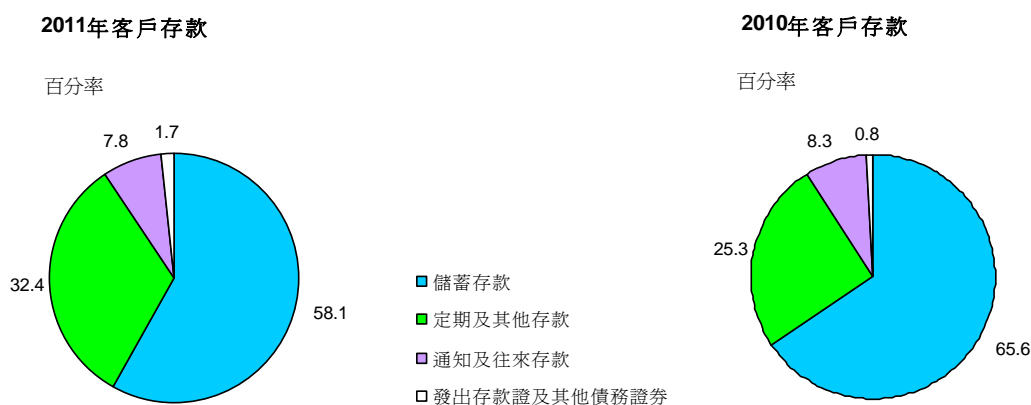 2011年客戶存款
百分率
1.7
7.8
32.4
58.1
儲蓄存款
定期及其他存款
通知及往來存款
發出存款證及其他債務證券
2010年客戶存款
百分率
0.8
8.3
25.3
65.6